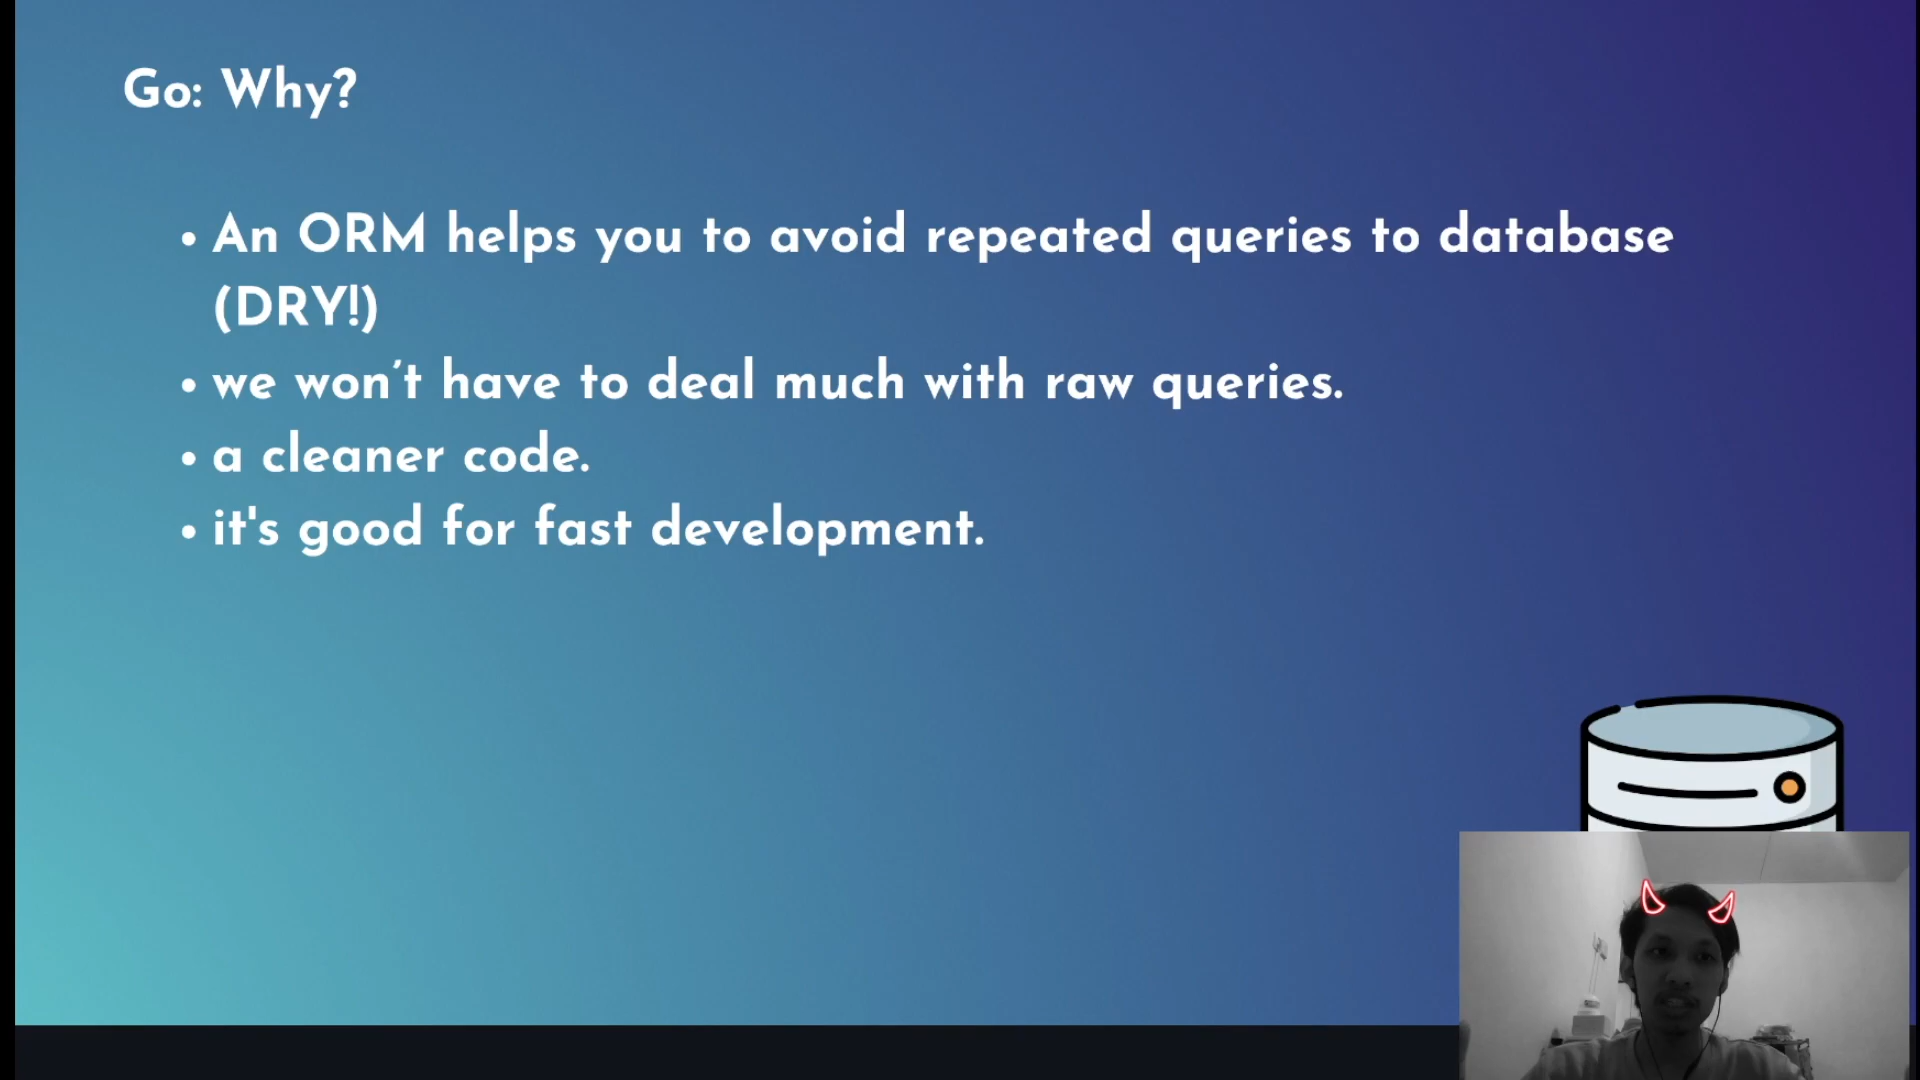 Go: Why?
• An ORM helps you to avoid repeated queries to database
(DRY!)
• we won’t have to deal much with raw queries.
• a cleaner code.
• it's good for fast development.